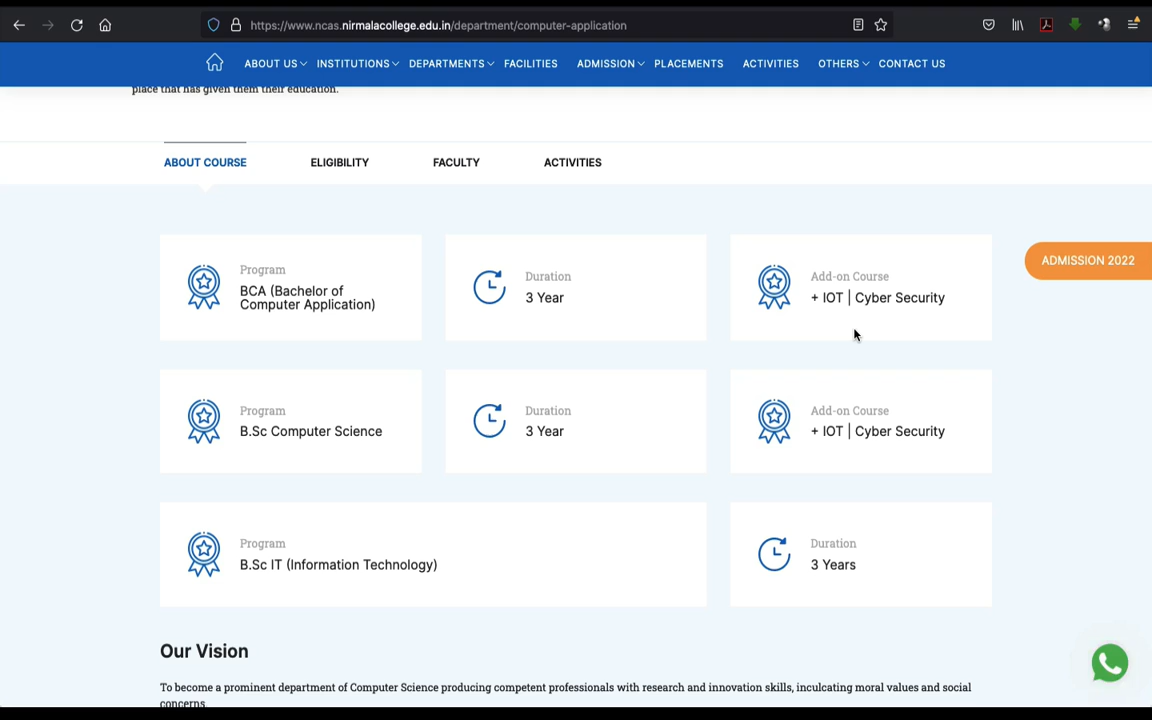 https://www.ncas.nirmalacollege.edu.in/department/computer-application
ABOUT US INSTITUTIONS DEPARTMENTS FACILITIES ADMISSION PLACEMENTS ACTIVITIES OTHERS CONTACT US
place that has given them their education.
ABOUT COURSE ELIGIBILITY FACULTY ACTIVITIES
ADMISSION 2022
Program
BCA (Bachelor of
Computer Application)
Duration
3 Year
Add-on Course
+ IOT | Cyber Security
Program
B.Sc Computer Science
Duration
3 Year
Add-on Course
+ IOT | Cyber Security
Program
B.Sc IT (Information Technology)
Duration
3 Years
Our Vision
To become a prominent department of Computer Science producing competent professionals with research and innovation skills, inculcating moral values and social
concerns.